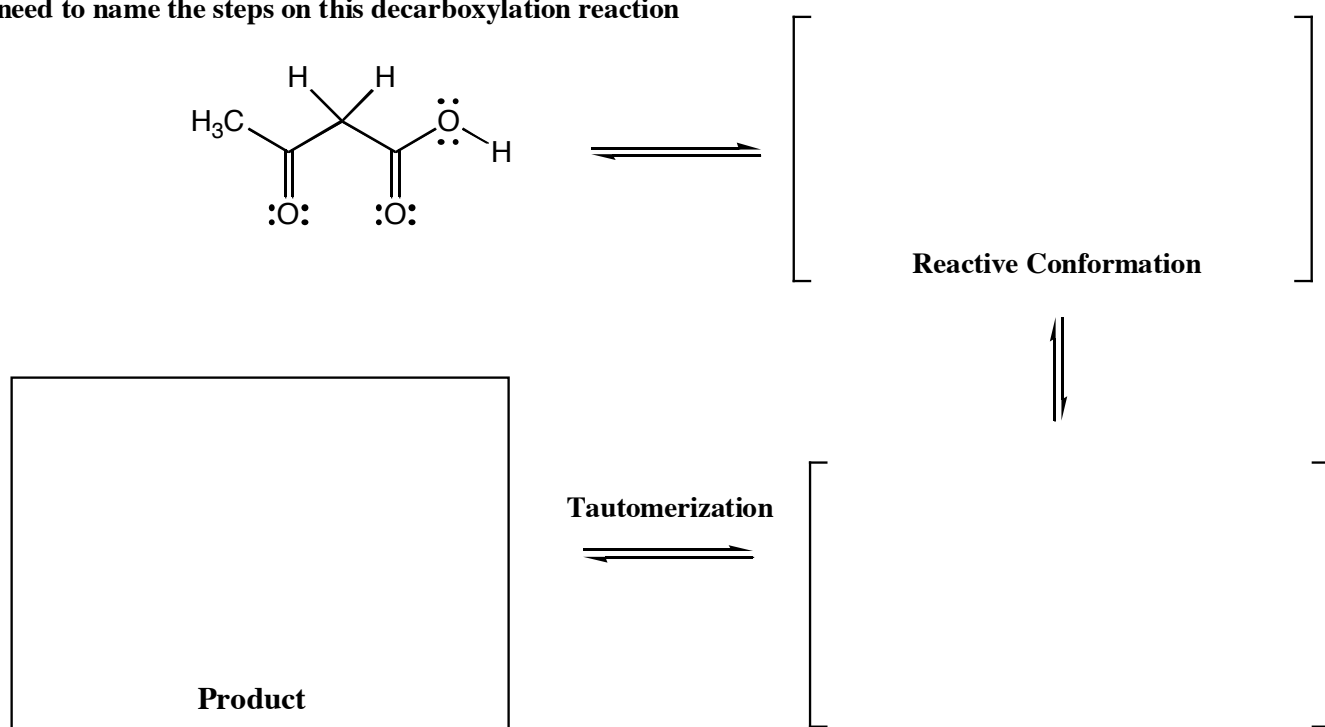 need to name the steps on this decarboxylation reaction
H H
H₃C O H
:O: :O:
Reactive Conformation
Tautomerization
Product